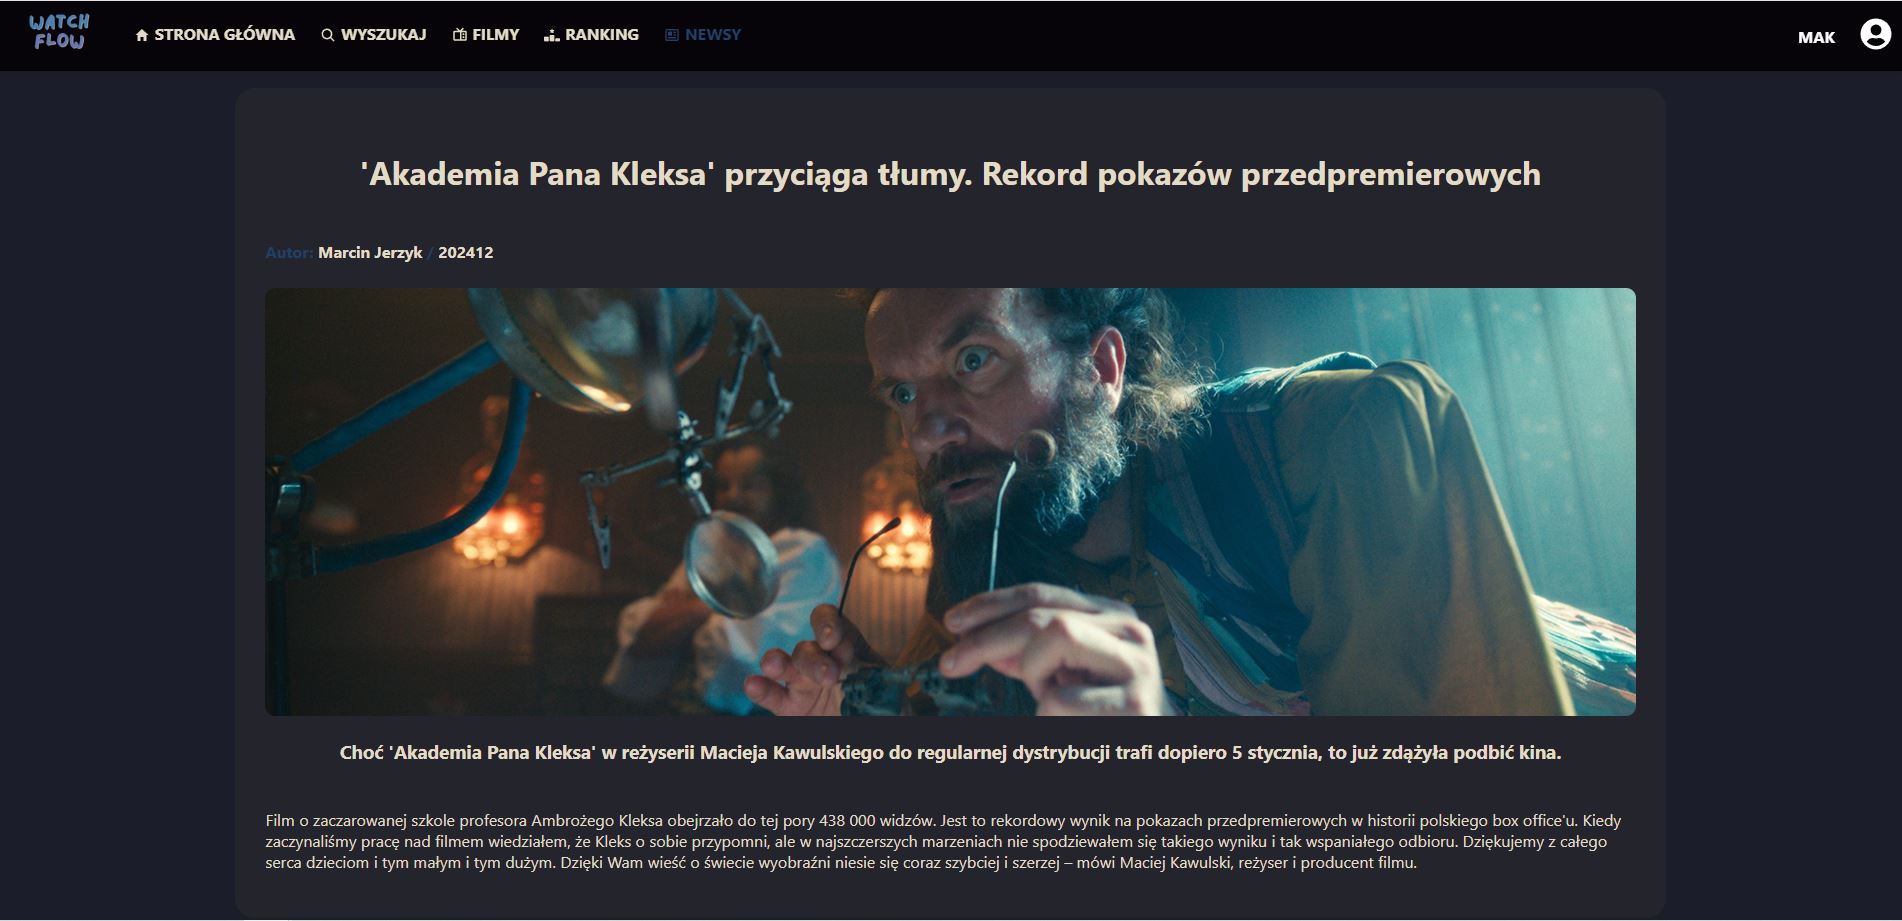 WATCH
FLOW
STRONA GŁÓWNA
WYSZUKAJ
FILMY
RANKING
NEWSY
MAK
'Akademia Pana Kleksa' przyciąga tłumy. Rekord pokazów przedpremierowych
Autor: Marcin Jerzyk / 202412
Choć 'Akademia Pana Kleksa' w reżyserii Macieja Kawulskiego do regularnej dystrybucji trafi dopiero 5 stycznia, to już zdążyła podbić kina.
Film o zaczarowanej szkole profesora Ambrożego Kleksa obejrzało do tej pory 438 000 widzów. Jest to rekordowy wynik na pokazach przedpremierowych w historii polskiego box office'u. Kiedy
zaczynaliśmy pracę nad filmem wiedziałem, że Kleks o sobie przypomni, ale w najszczerszych marzeniach nie spodziewałem się takiego wyniku i tak wspaniałego odbioru. Dziękujemy z całego
serca dzieciom i tym małym i tym dużym. Dzięki Wam wieść o świecie wyobraźni niesie się coraz szybciej i szerzej – mówi Maciej Kawulski, reżyser i producent filmu.